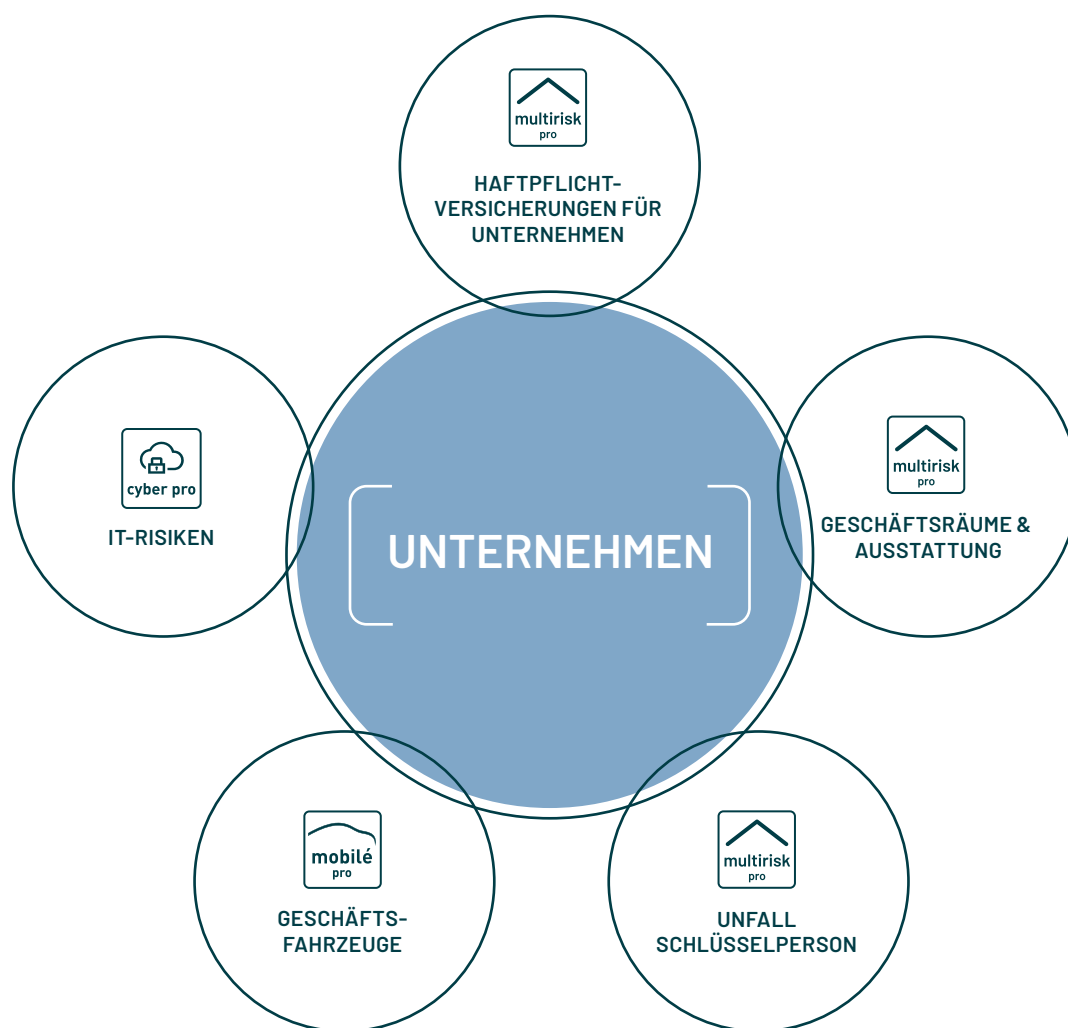 multirisk
pro
HAFTPFLICHT-
VERSICHERUNGEN FÜR
UNTERNEHMEN
cyber pro
IT-RISIKEN
UNTERNEHMEN
multirisk
pro
GESCHÄFTSRÄUME &
AUSSTATTUNG
mobilé
pro
GESCHÄFTS-
FAHRZEUGE
multirisk
pro
UNFALL
SCHLÜSSELPERSON